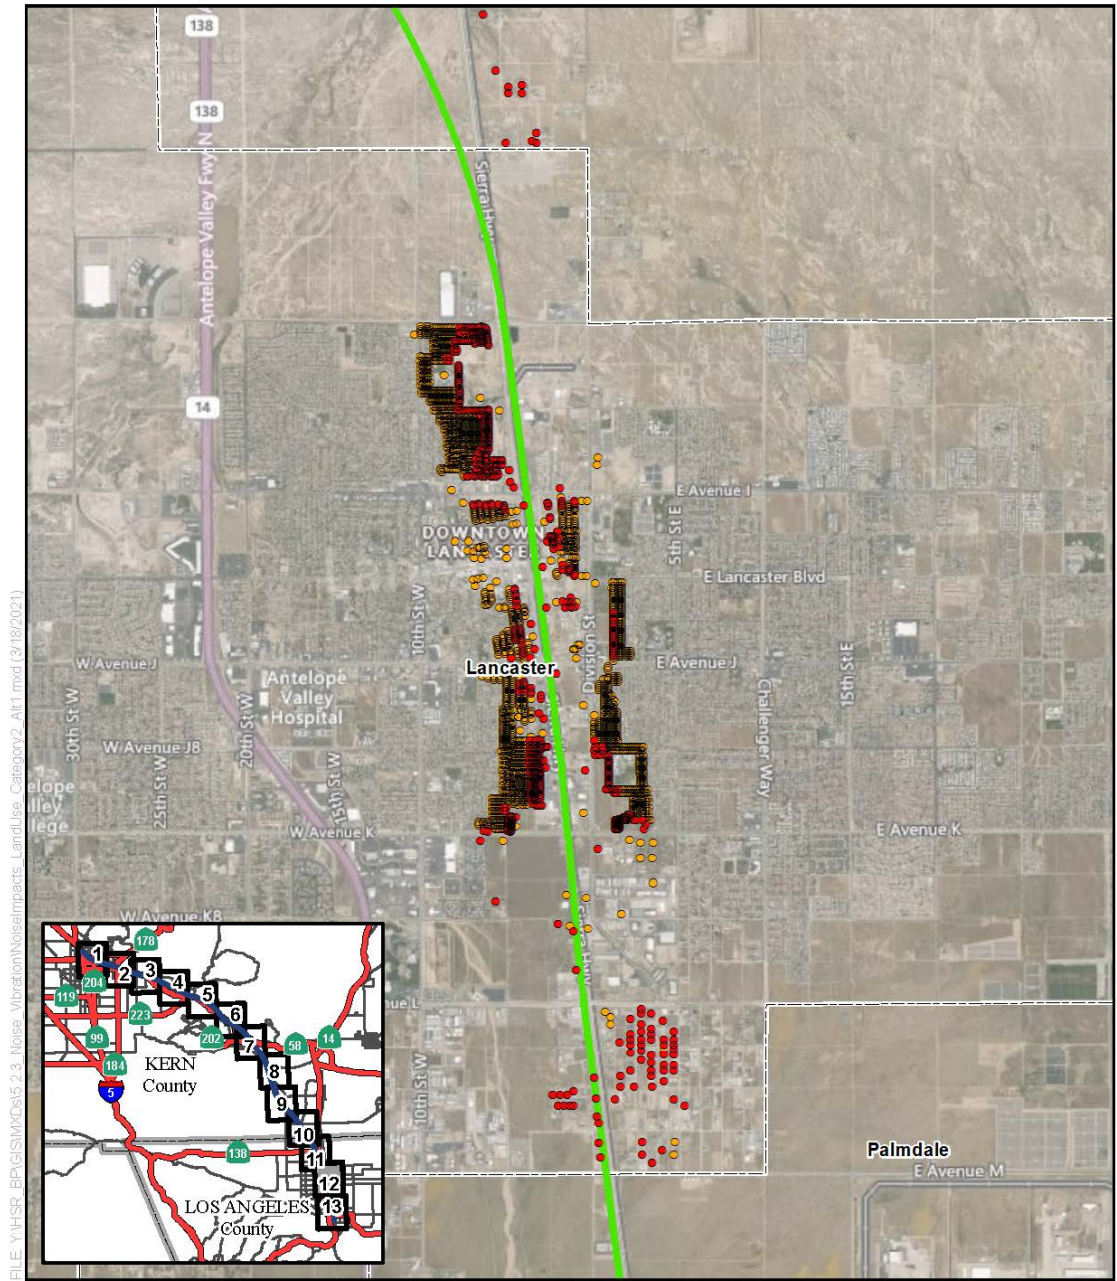 138
138
Antelope Valley Fwy N
Sierra Hwy
14
E Avenue I
5th St E
DOWNTOWN
LANCASTER
E Lancaster Blvd
10th St W
Division St
W Avenue J
E Avenue J
Lancaster
15th St E
Antelope
Valley
Hospital
30th St W
20th St W
Challenger Way
W Avenue J8
25th St W
15th St W
W Avenue K
E Avenue K
W Avenue K8
10th St W
Palmdale
E Avenue M
1
178
2
3
4
204
5
119
6
223
202
7
58
14
99
184
KERN
County
8
5
9
10
138
11
12
LOS ANGELES
County
13